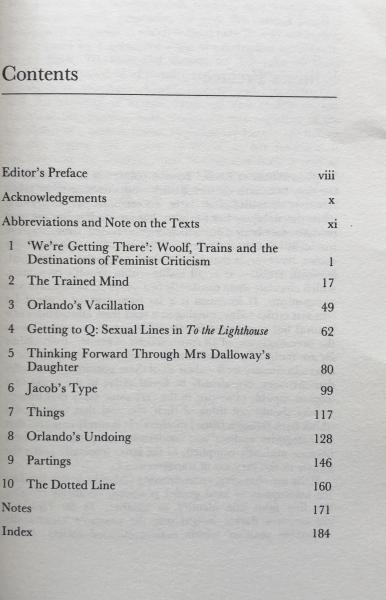 Contents
Editor's Preface viii
Acknowledgements x
Abbreviations and Note on the Texts xi
1 'We're Getting There': Woolf, Trains and the
Destinations of Feminist Criticism 1
2 The Trained Mind 17
3 Orlando's Vacillation 49
4 Getting to Q: Sexual Lines in To the Lighthouse 62
5 Thinking Forward Through Mrs Dalloway's
Daughter 80
6 Jacob's Type 99
7 Things 117
8 Orlando's Undoing 128
9 Partings 146
10 The Dotted Line 160
Notes 171
Index 184